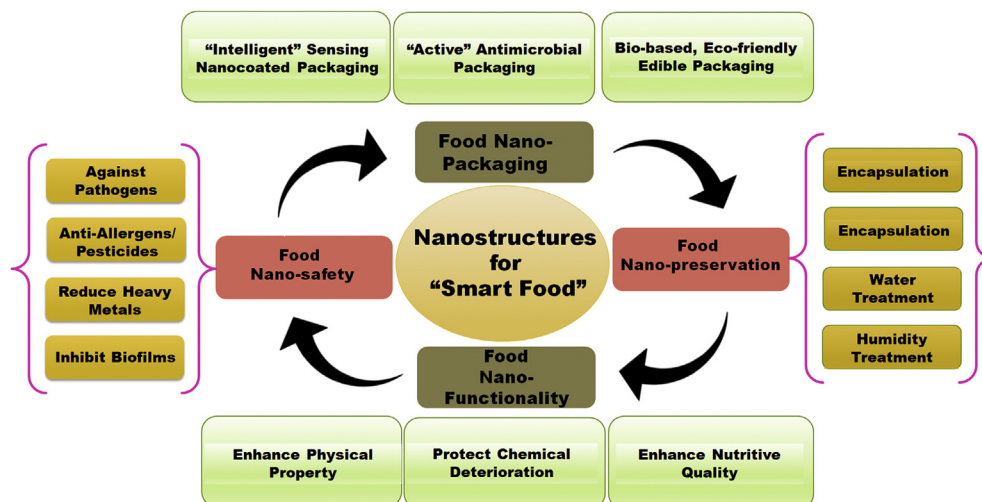 “Intelligent” Sensing
Nanocoated Packaging
“Active” Antimicrobial
Packaging
Bio-based, Eco-friendly
Edible Packaging
Food Nano-
Packaging
Against
Pathogens
Anti-Allergens/
Pesticides
Reduce Heavy
Metals
Inhibit Biofilms
Food
Nano-safety
Nanostructures
for
“Smart Food”
Food
Nano-preservation
Encapsulation
Encapsulation
Water
Treatment
Humidity
Treatment
Food
Nano-
Functionality
Enhance Physical
Property
Protect Chemical
Deterioration
Enhance Nutritive
Quality